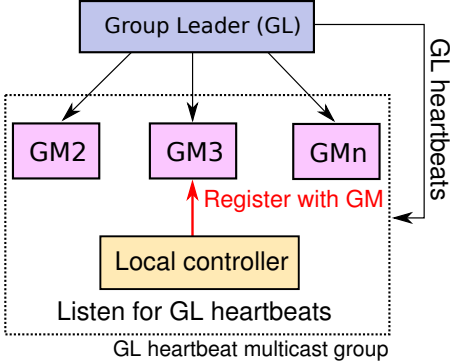 Group Leader (GL)
GL heartbeats
GM2
GM3
GMn
Register with GM
Local controller
Listen for GL heartbeats
GL heartbeat multicast group